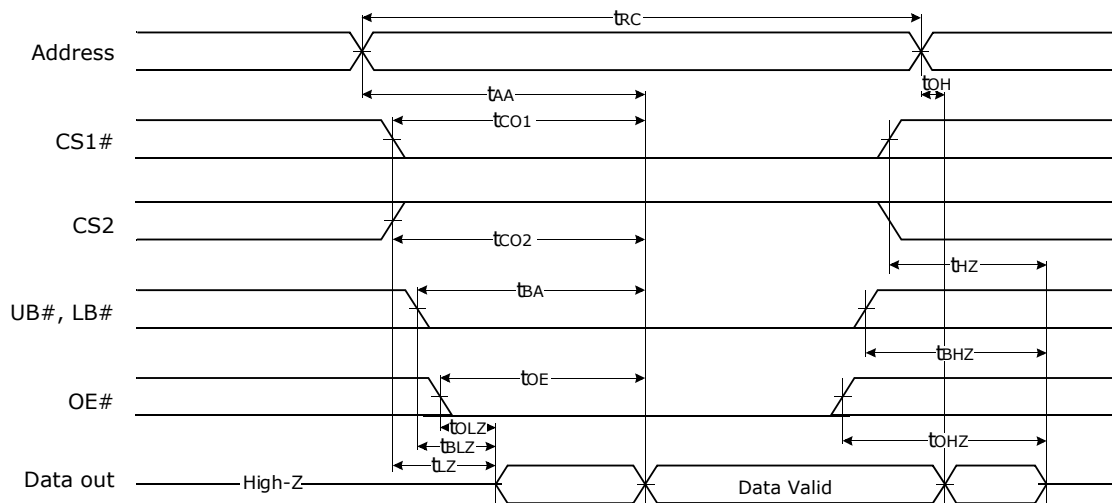 tRC
Address
tOH
tAA
tCO1
CS1#
CS2
tCO2
tHZ
tBA
UB#, LB#
tBHZ
tOE
OE#
tOLZ
tBLZ
tOHZ
tLZ
Data out
High-Z
Data Valid